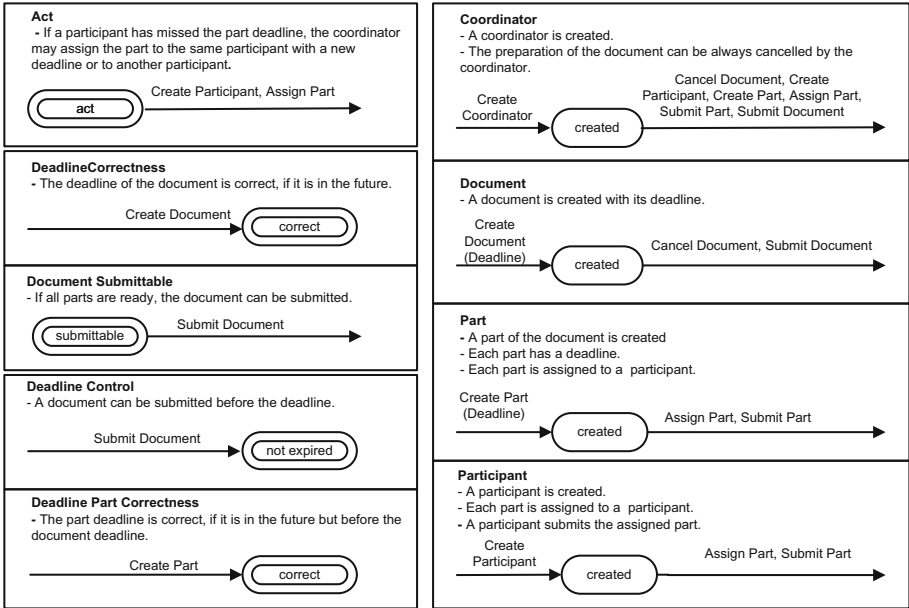 Act
- If a participant has missed the part deadline, the coordinator
may assign the part to the same participant with a new
deadline or to another participant.
Create Participant, Assign Part
act
DeadlineCorrectness
- The deadline of the document is correct, if it is in the future.
Create Document
correct
Document Submittable
- If all parts are ready, the document can be submitted.
Submit Document
submittable
Deadline Control
- A document can be submitted before the deadline.
Submit Document
not expired
Deadline Part Correctness
- The part deadline is correct, if it is in the future but before the
document deadline.
Create Part
correct
Coordinator
- A coordinator is created.
- The preparation of the document can be always cancelled by the
coordinator.
Create
Coordinator
created
Cancel Document, Create
Participant, Create Part, Assign Part,
Submit Part, Submit Document
Document
- A document is created with its deadline.
Create
Document
(Deadline)
created
Cancel Document, Submit Document
Part
- A part of the document is created
- Each part has a deadline.
- Each part is assigned to a participant.
Create Part
(Deadline)
created
Assign Part, Submit Part
Participant
- A participant is created.
- Each part is assigned to a participant.
- A participant submits the assigned part.
Create
Participant
created
Assign Part, Submit Part